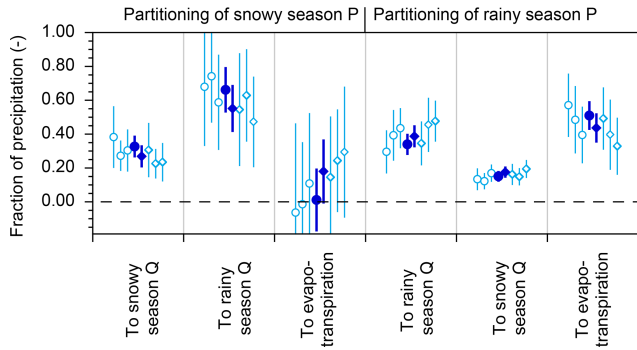 Partitioning of snowy season P
Partitioning of rainy season P
Fraction of precipitation (-)
1.00
0.80
0.60
0.40
0.20
0.00
To snowy
season Q
To rainy
season Q
To evapo-
transpiration
To rainy
season Q
To snowy
season Q
To evapo-
transpiration